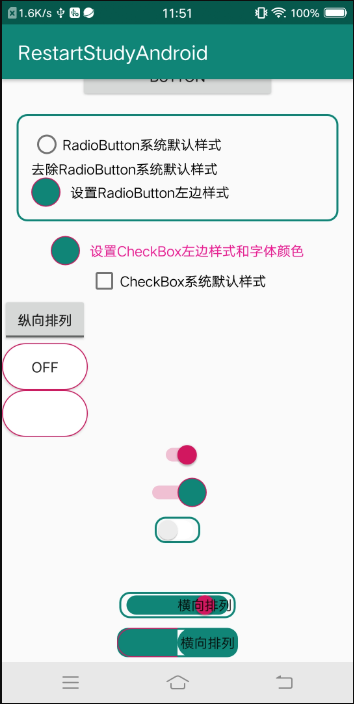 1.6K/s 11:51 100%
RestartStudyAndroid
BUTTON
RadioButton系统默认样式
去除RadioButton系统默认样式
设置RadioButton左边样式
设置CheckBox左边样式和字体颜色
CheckBox系统默认样式
纵向排列
OFF
横向排列
横向排列